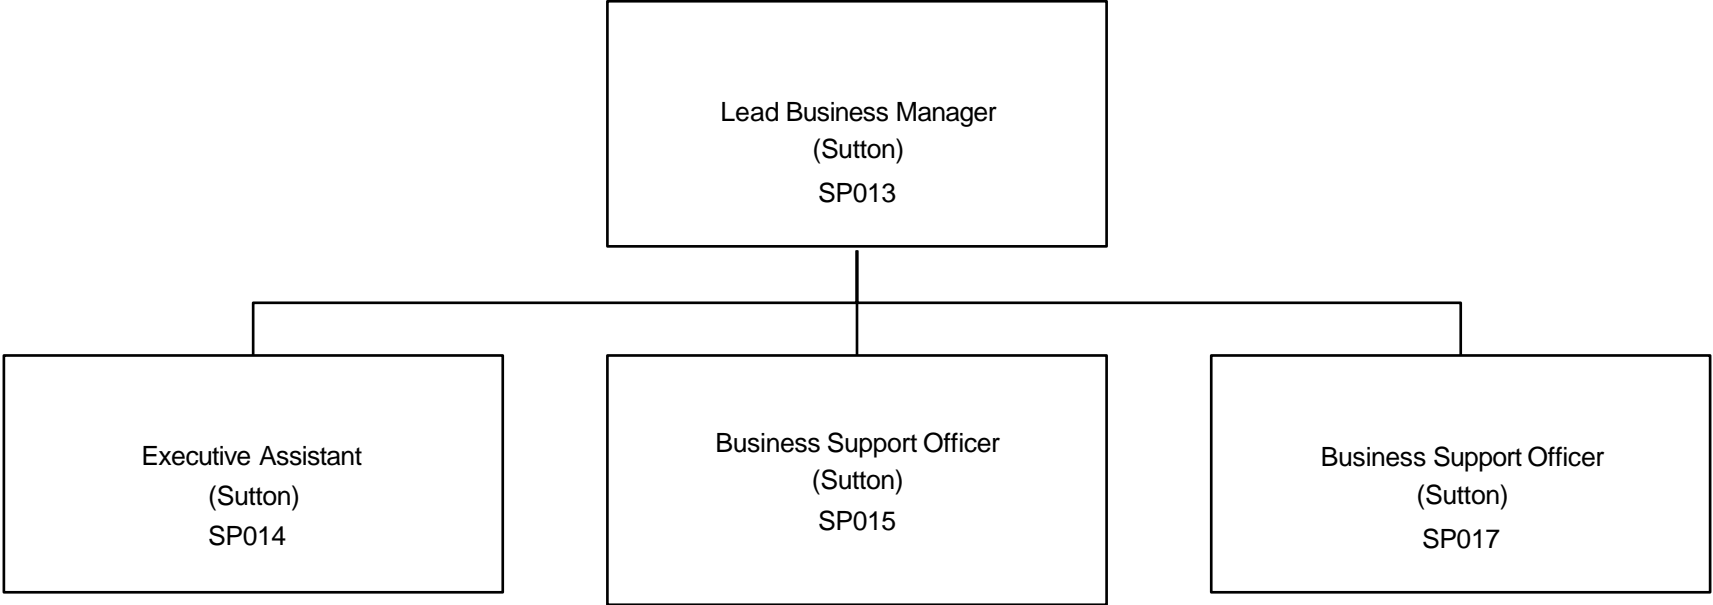 Lead Business Manager
(Sutton)
SP013
Executive Assistant
(Sutton)
SP014
Business Support Officer
(Sutton)
SP015
Business Support Officer
(Sutton)
SP017